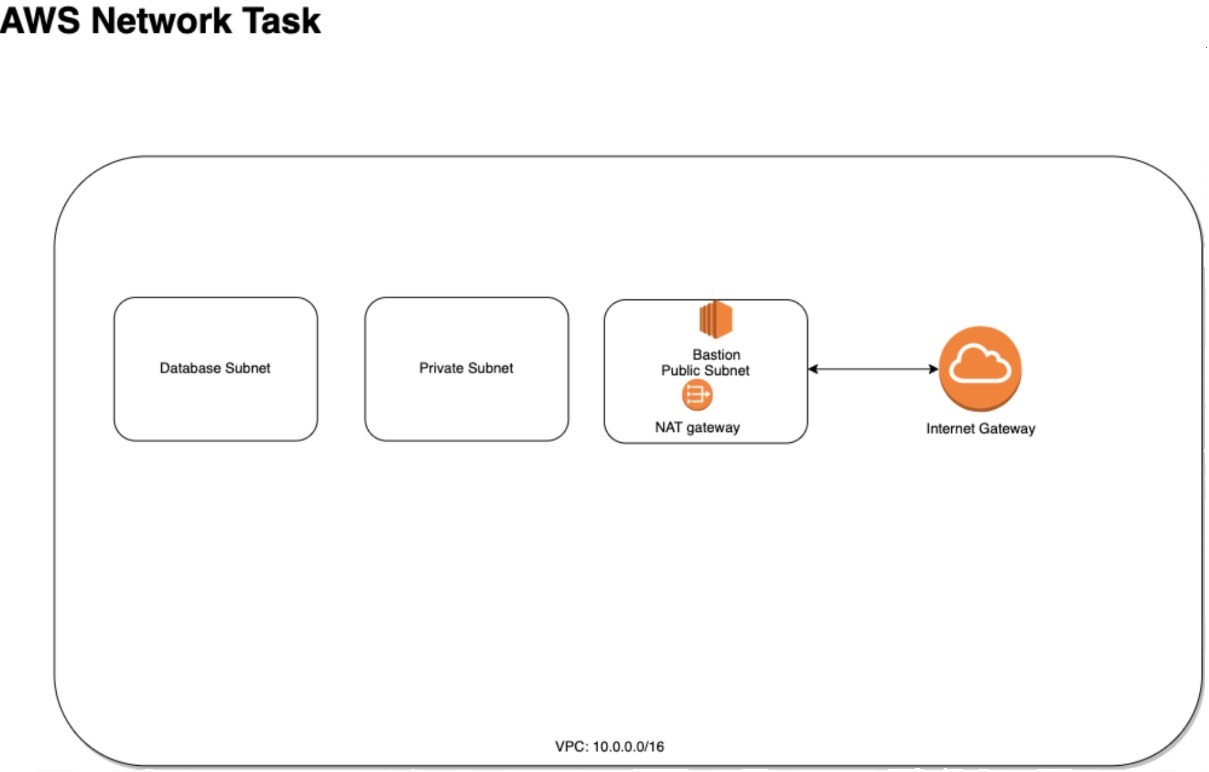 AWS Network Task
Database Subnet
Private Subnet
Bastion
Public Subnet
NAT gateway
Internet Gateway
VPC: 10.0.0.0/16